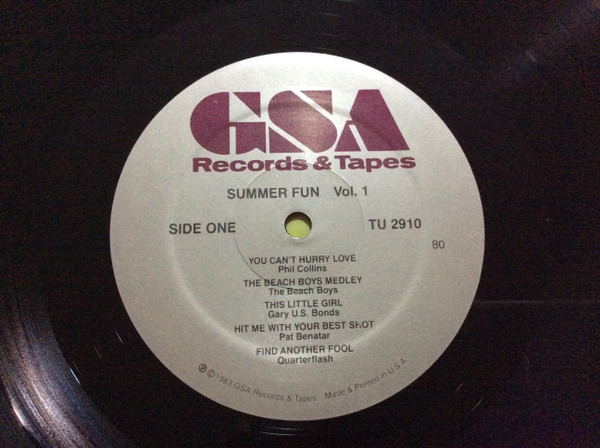 GSA
Records & Tapes
SUMMER FUN Vol. 1
SIDE ONE TU 2910
80
YOU CAN'T HURRY LOVE
Phil Collins
THE BEACH BOYS MEDLEY
The Beach Boys
THIS LITTLE GIRL
Gary U.S. Bonds
HIT ME WITH YOUR BEST SHOT
Pat Benatar
FIND ANOTHER FOOL
Quarterflash
℗ © 1983 GSA Records & Tapes Made & Printed in U.S.A.